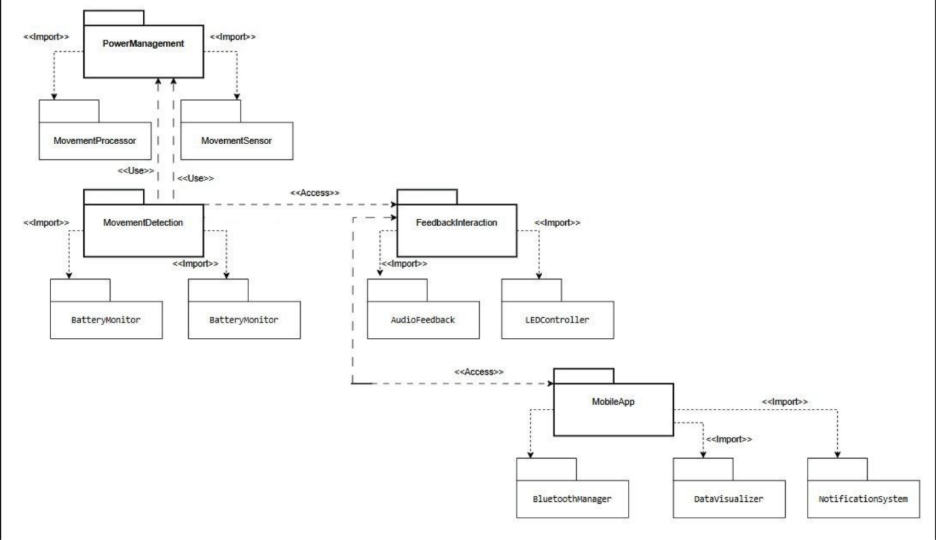 <<Import>>
PowerManagement
<<Import>>
MovementProcessor
MovementSensor
<<Use>>
<<Use>>
<<Access>>
<<Import>>
MovementDetection
FeedbackInteraction
<<Import>>
<<Import>>
<<Import>>
BatteryMonitor
BatteryMonitor
AudioFeedback
LEDController
<<Access>>
MobileApp
<<Import>>
<<Import>>
BluetoothManager
DataVisualizer
NotificationSystem